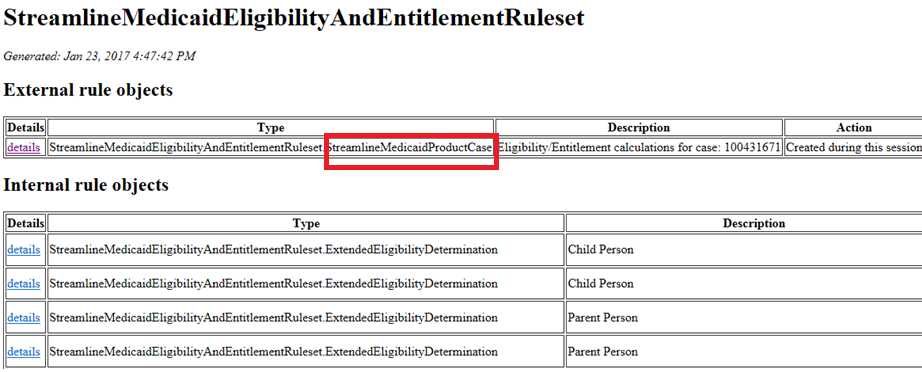 StreamlineMedicaidEligibilityAndEntitlementRuleset
Generated: Jan 23, 2017 4:47:42 PM
External rule objects
Details Type Description Action
details StreamlineMedicaidEligibilityAndEntitlementRuleset.StreamlineMedicaidProductCase Eligibility/Entitlement calculations for case: 100431671 Created during this session
Internal rule objects
Details Type Description
details StreamlineMedicaidEligibilityAndEntitlementRuleset.ExtendedEligibilityDetermination Child Person
details StreamlineMedicaidEligibilityAndEntitlementRuleset.ExtendedEligibilityDetermination Child Person
details StreamlineMedicaidEligibilityAndEntitlementRuleset.ExtendedEligibilityDetermination Parent Person
details StreamlineMedicaidEligibilityAndEntitlementRuleset.ExtendedEligibilityDetermination Parent Person